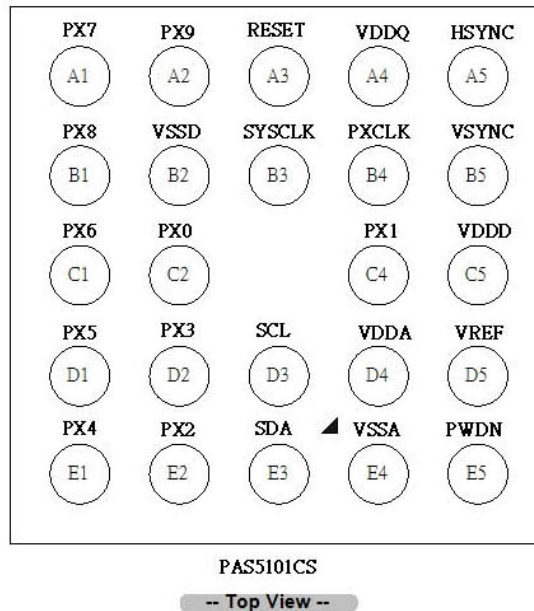 PX7 PX9 RESET VDDQ HSYNC
A1 A2 A3 A4 A5
PX8 VSSD SYSCLK PXCLK VSYNC
B1 B2 B3 B4 B5
PX6 PX0 PX1 VDDD
C1 C2 C4 C5
PX5 PX3 SCL VDDA VREF
D1 D2 D3 D4 D5
PX4 PX2 SDA VSSA PWDN
E1 E2 E3 E4 E5
PAS5101CS
-- Top View --